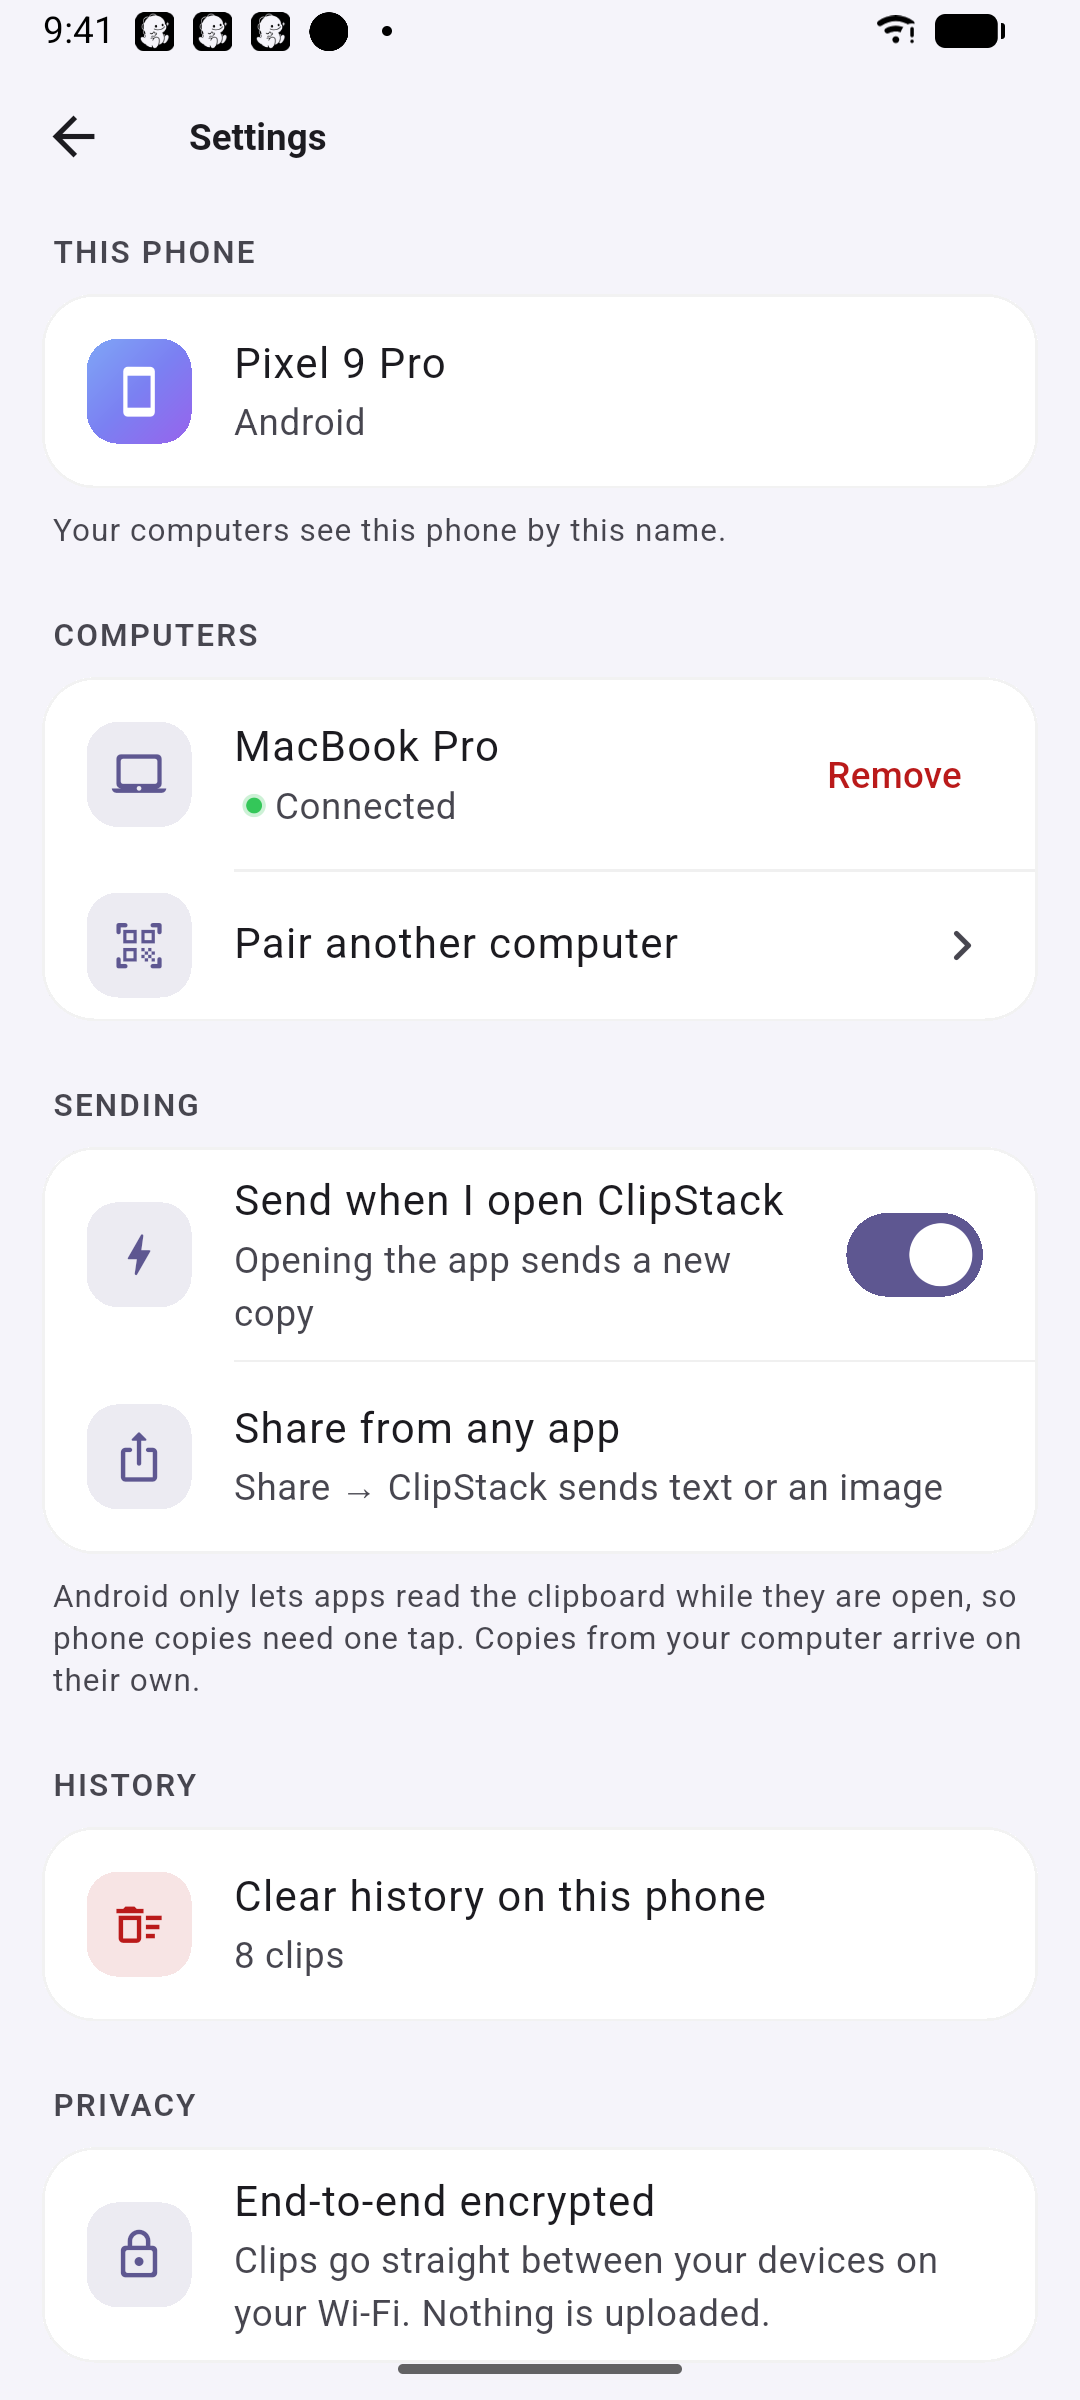 9:41
Settings
THIS PHONE
Pixel 9 Pro
Android
Your computers see this phone by this name.
COMPUTERS
MacBook Pro
Connected
Remove
Pair another computer
SENDING
Send when I open ClipStack
Opening the app sends a new
copy
Share from any app
Share → ClipStack sends text or an image
Android only lets apps read the clipboard while they are open, so
phone copies need one tap. Copies from your computer arrive on
their own.
HISTORY
Clear history on this phone
8 clips
PRIVACY
End-to-end encrypted
Clips go straight between your devices on
your Wi-Fi. Nothing is uploaded.